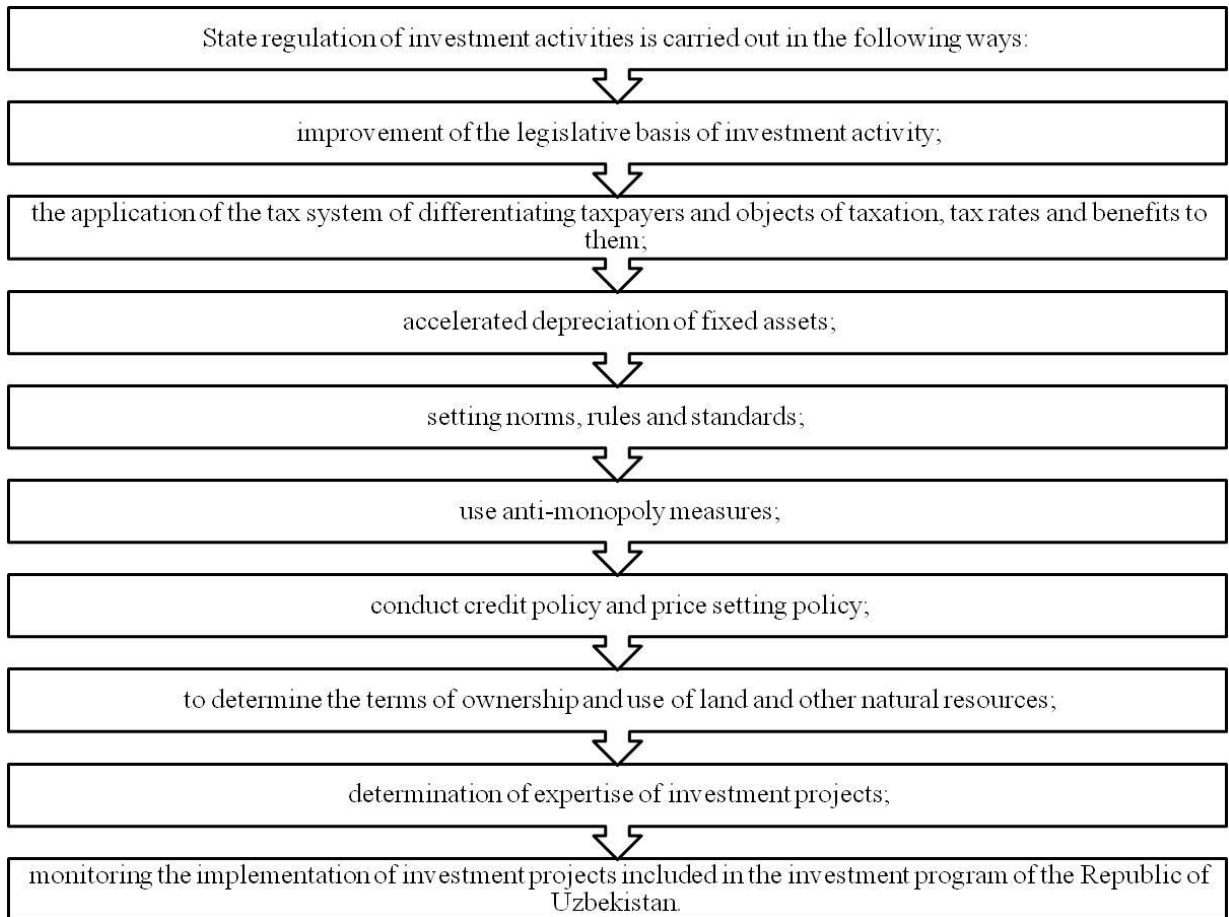 State regulation of investment activities is carried out in the following ways:
improvement of the legislative basis of investment activity;
the application of the tax system of differentiating taxpayers and objects of taxation, tax rates and benefits to
them;
accelerated depreciation of fixed assets;
setting norms, rules and standards;
use anti-monopoly measures;
conduct credit policy and price setting policy;
to determine the terms of ownership and use of land and other natural resources;
determination of expertise of investment projects;
monitoring the implementation of investment projects included in the investment program of the Republic of
Uzbekistan.